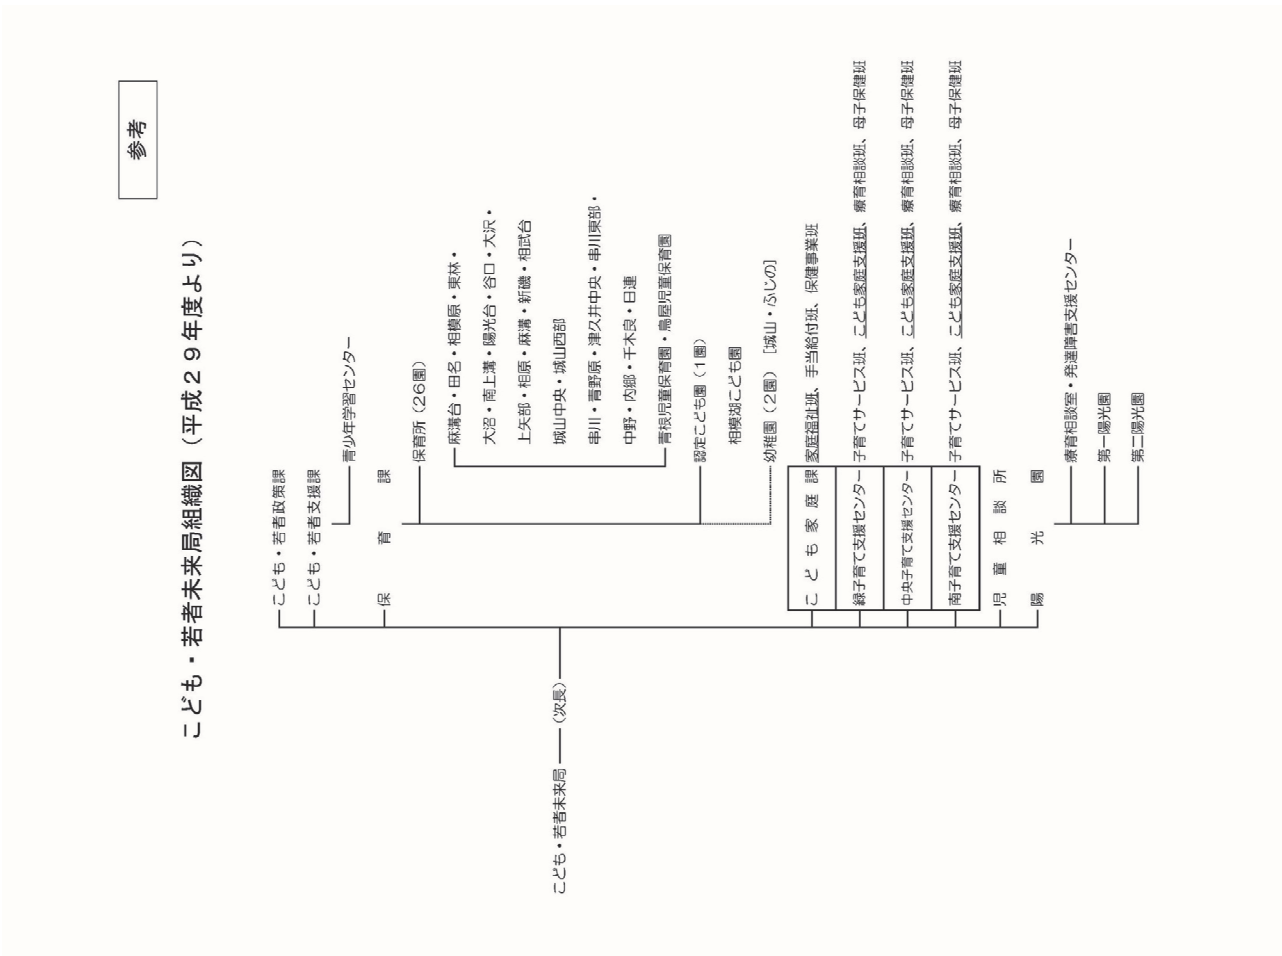 参考
こども・若者未来局組織図（平成２９年度より）
こども・若者未来局
（次長）
こども・若者政策課
こども・若者支援課
青少年学習センター
保育課
保育所（26園）
麻溝台・田名・相模原・東林・
大沼・南上溝・陽光台・谷口・大沢・
上矢部・相原・麻溝・新磯・相武台
城山中央・城山西部
串川・青野原・津久井中央・串川東部・
中野・内郷・千木良・日連
青根児童保育園・鳥屋児童保育園
認定こども園（１園）
相模湖こども園
幼稚園（２園）［城山・ふじの］
こども家庭課 家庭福祉班、手当給付班、保健事業班
緑子育て支援センター 子育てサービス班、こども家庭支援班、療育相談班、母子保健班
中央子育て支援センター 子育てサービス班、こども家庭支援班、療育相談班、母子保健班
南子育て支援センター 子育てサービス班、こども家庭支援班、療育相談班、母子保健班
児童相談所
陽光園
療育相談室・発達障害支援センター
第一陽光園
第二陽光園